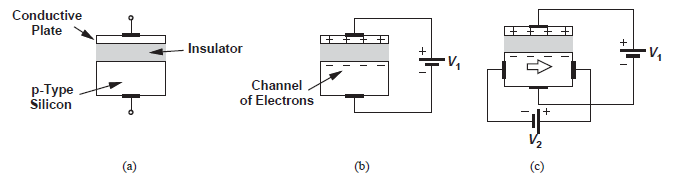 Conductive
Plate
Insulator
p-Type
Silicon
(a)
+ + + +
+
V1
Channel
of Electrons
(b)
+ + + +
+
V1
+
V2
(c)